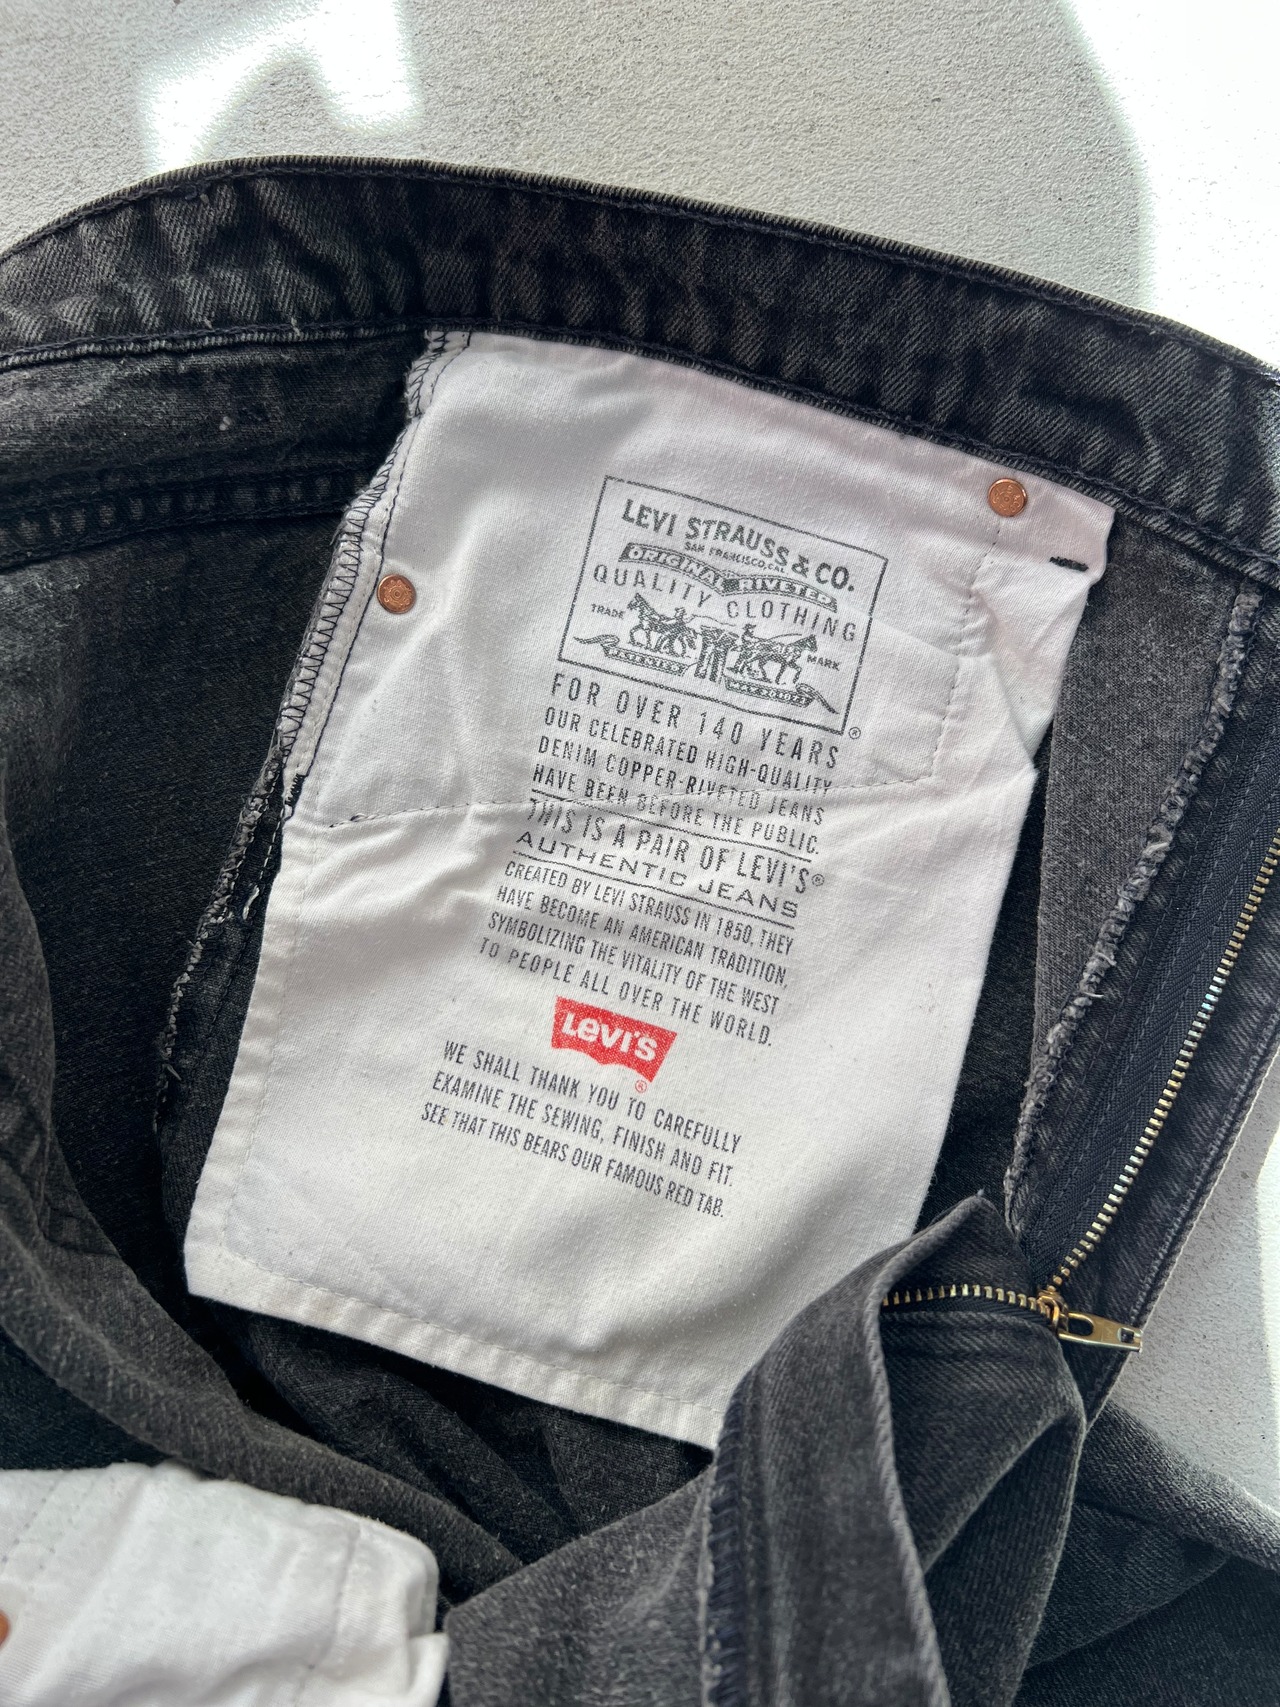 LEVI STRAUSS & CO.
SAN FRANCISCO, CAL
ORIGINAL RIVETED
QUALITY CLOTHING
TRADE MARK
PATENTED MAY 20 1873
®
FOR OVER 140 YEARS
OUR CELEBRATED HIGH-QUALITY
DENIM COPPER-RIVETED JEANS
HAVE BEEN BEFORE THE PUBLIC.
THIS IS A PAIR OF LEVI'S®
AUTHENTIC JEANS
CREATED BY LEVI STRAUSS IN 1850, THEY
HAVE BECOME AN AMERICAN TRADITION,
SYMBOLIZING THE VITALITY OF THE WEST
TO PEOPLE ALL OVER THE WORLD.
LEVI'S
®
WE SHALL THANK YOU TO CAREFULLY
EXAMINE THE SEWING, FINISH AND FIT.
SEE THAT THIS BEARS OUR FAMOUS RED TAB.